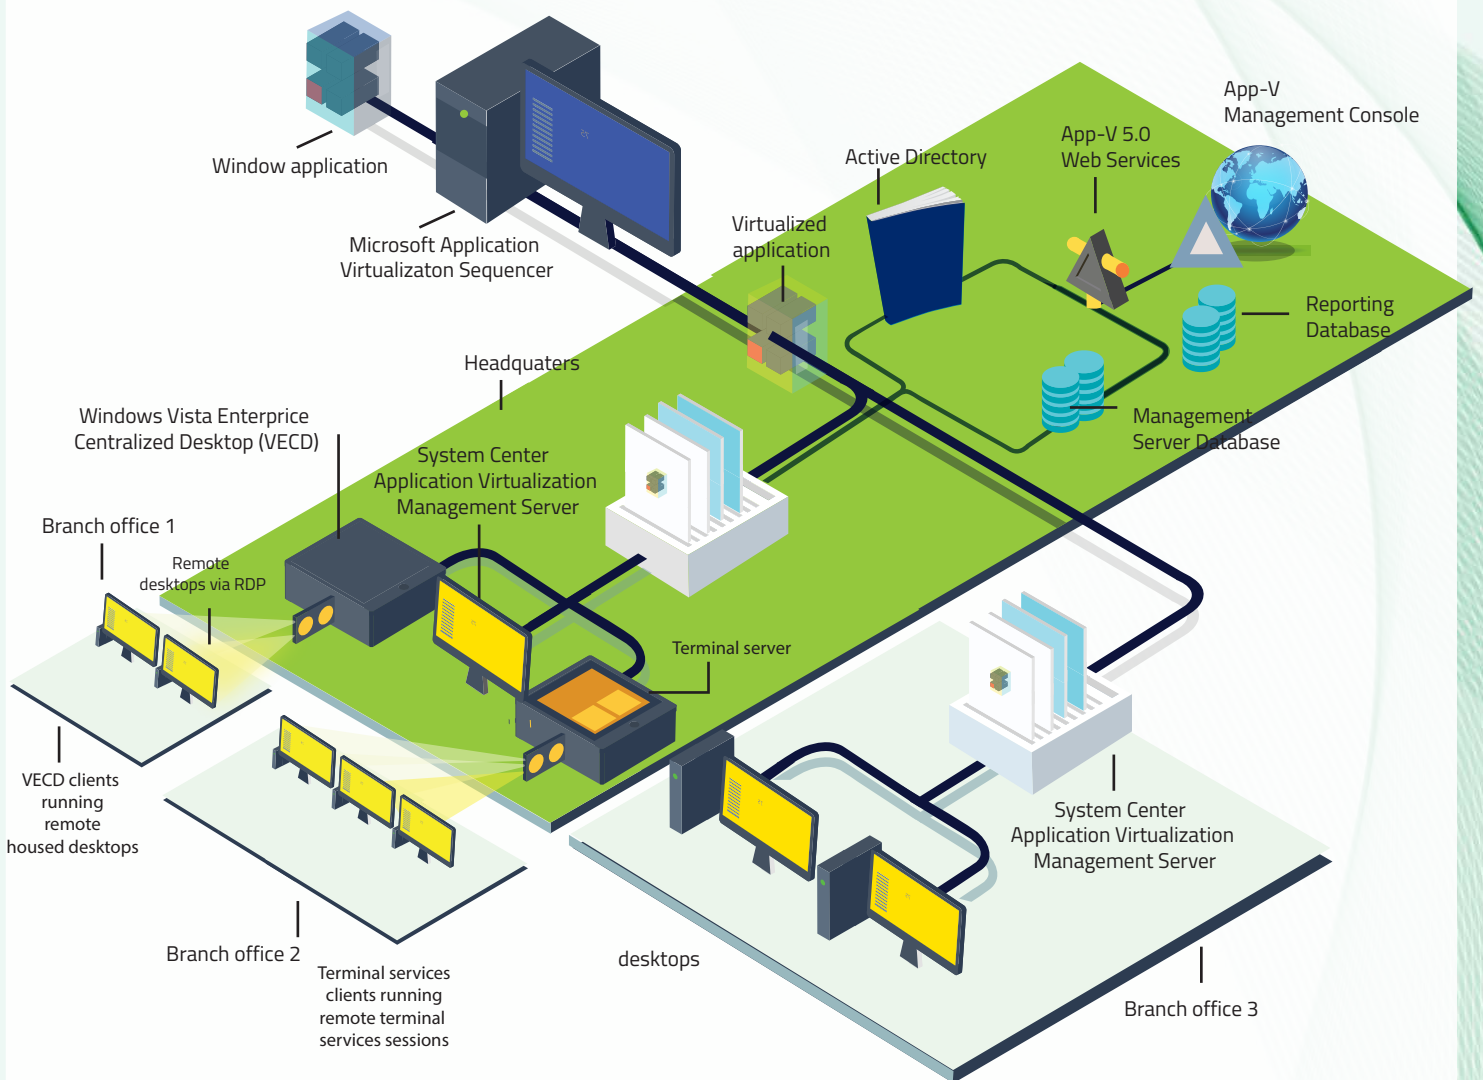 App-V
Management Console
App-V 5.0
Web Services
Active Directory
Window application
Virtualized
application
Microsoft Application
Virtualizaton Sequencer
Reporting
Database
Headquaters
Windows Vista Enterprice
Centralized Desktop (VECD)
Management
Server Database
System Center
Application Virtualization
Management Server
Branch office 1
Remote
desktops via RDP
Terminal server
VECD clients
running
remote
housed desktops
System Center
Application Virtualization
Management Server
Branch office 2
desktops
Terminal services
clients running
remote terminal
services sessions
Branch office 3